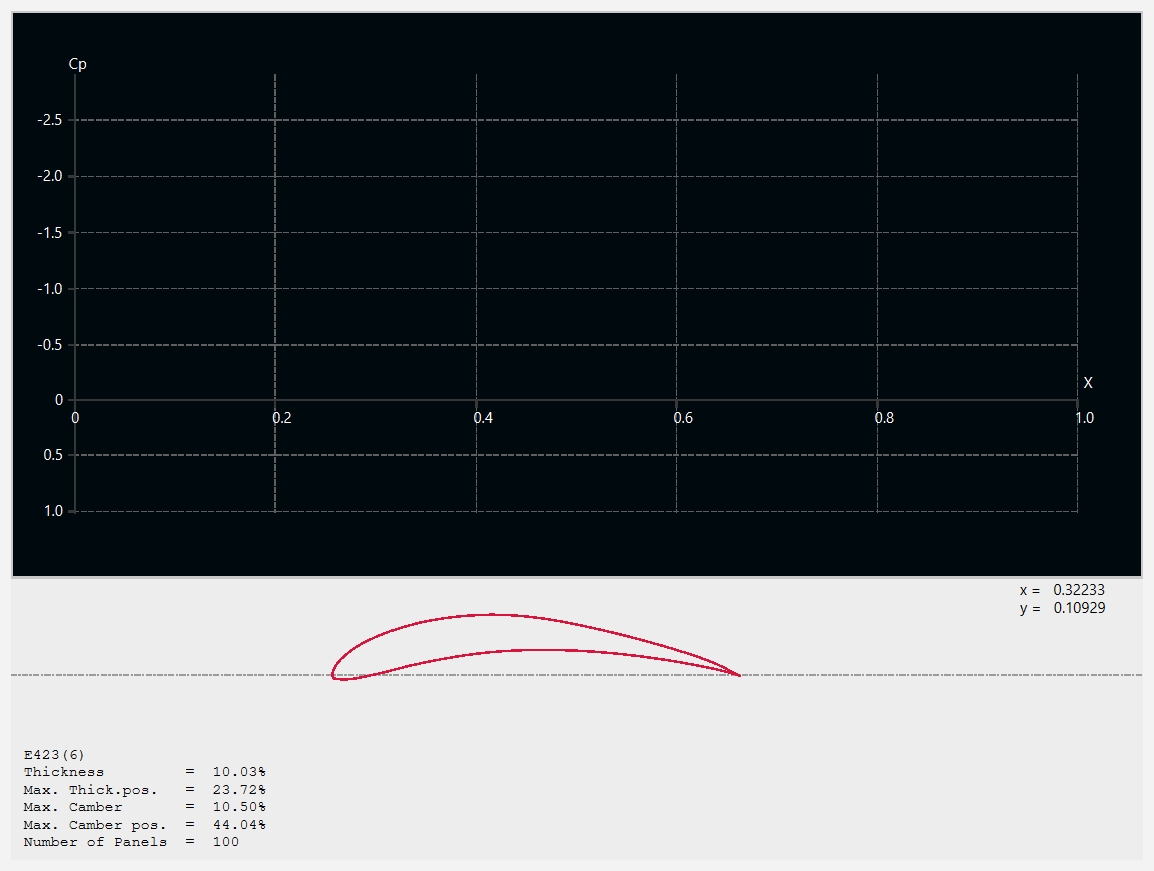 Cp
-2.5
-2.0
-1.5
-1.0
-0.5
X
0
0 0.2 0.4 0.6 0.8 1.0
0.5
1.0
x = 0.32233
y = 0.10929
E423(6)
Thickness = 10.03%
Max. Thick.pos. = 23.72%
Max. Camber = 10.50%
Max. Camber pos. = 44.04%
Number of Panels = 100